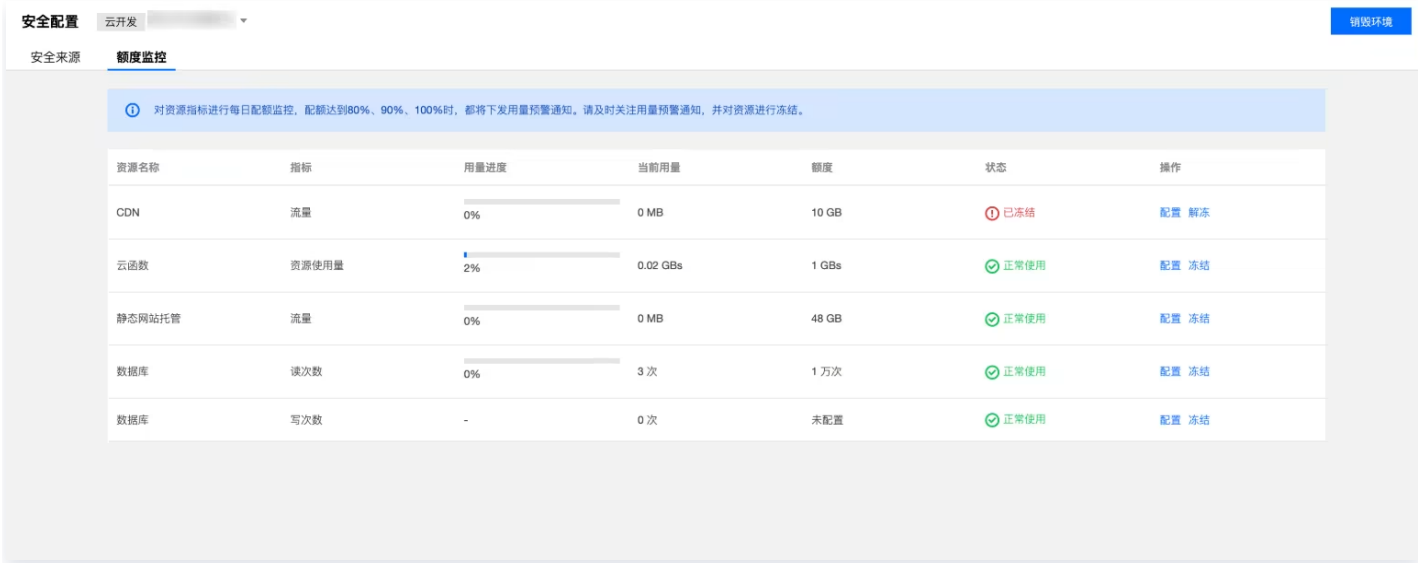 安全配置 云开发 销毁环境
安全来源 额度监控
对资源指标进行每日配额监控，配额达到80%、90%、100%时，都将下发用量预警通知。请及时关注用量预警通知，并对资源进行冻结。
资源名称 指标 用量进度 当前用量 额度 状态 操作
CDN 流量 0% 0 MB 10 GB 已冻结 配置 解冻
云函数 资源使用量 2% 0.02 GBs 1 GBs 正常使用 配置 冻结
静态网站托管 流量 0% 0 MB 48 GB 正常使用 配置 冻结
数据库 读次数 0% 3 次 1 万次 正常使用 配置 冻结
数据库 写次数 - 0 次 未配置 正常使用 配置 冻结